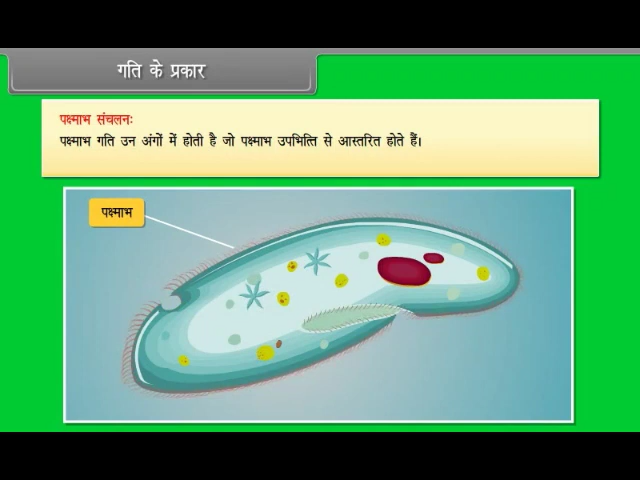 गति के प्रकार
पक्ष्माभ संचलनः
पक्ष्माभ गति उन अंगों में होती है जो पक्ष्माभ उपभित्ति से आस्तरित होते हैं।
पक्ष्माभ